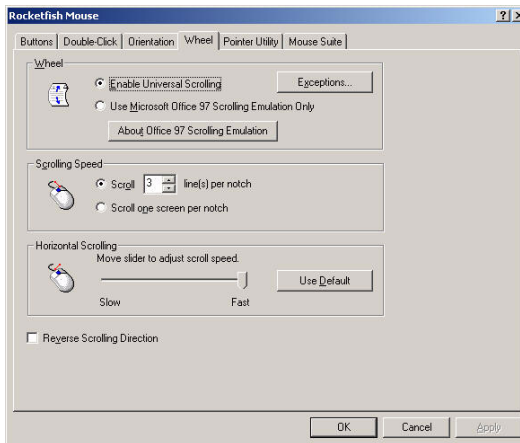 Rocketfish Mouse
Buttons Double-Click Orientation Wheel Pointer Utility Mouse Suite
Wheel
Enable Universal Scrolling
Exceptions...
Use Microsoft Office 97 Scrolling Emulation Only
About Office 97 Scrolling Emulation
Scrolling Speed
Scroll 3 line(s) per notch
Scroll one screen per notch
Horizontal Scrolling
Move slider to adjust scroll speed.
Use Default
Slow Fast
Reverse Scrolling Direction
OK Cancel Apply